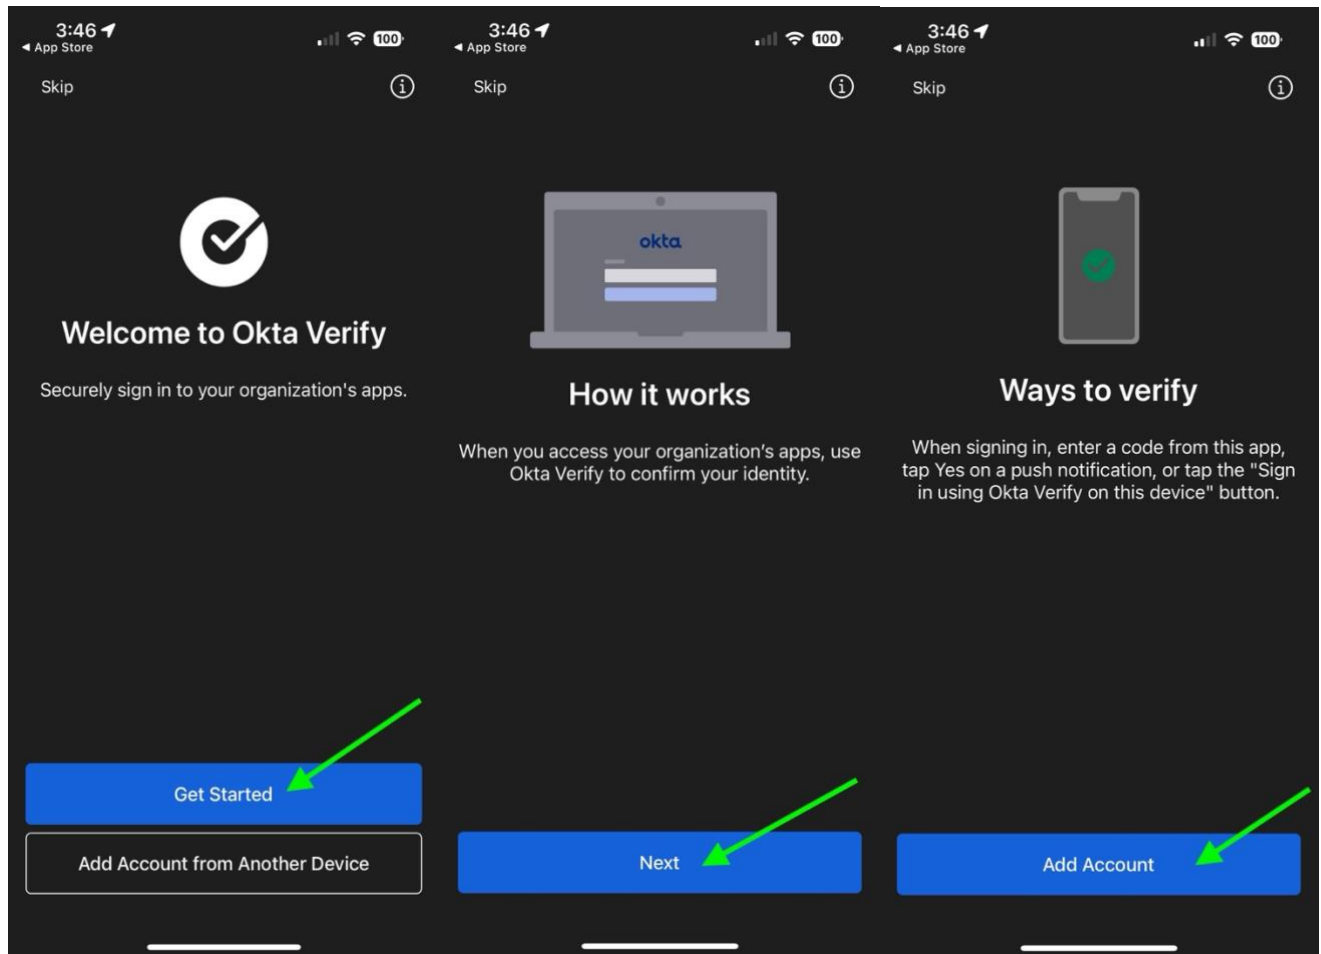 3:46
◀ App Store
100
Skip
Welcome to Okta Verify
Securely sign in to your organization's apps.
Get Started
Add Account from Another Device
3:46
◀ App Store
100
Skip
okta
How it works
When you access your organization's apps, use
Okta Verify to confirm your identity.
Next
3:46
◀ App Store
100
Skip
Ways to verify
When signing in, enter a code from this app,
tap Yes on a push notification, or tap the "Sign
in using Okta Verify on this device" button.
Add Account